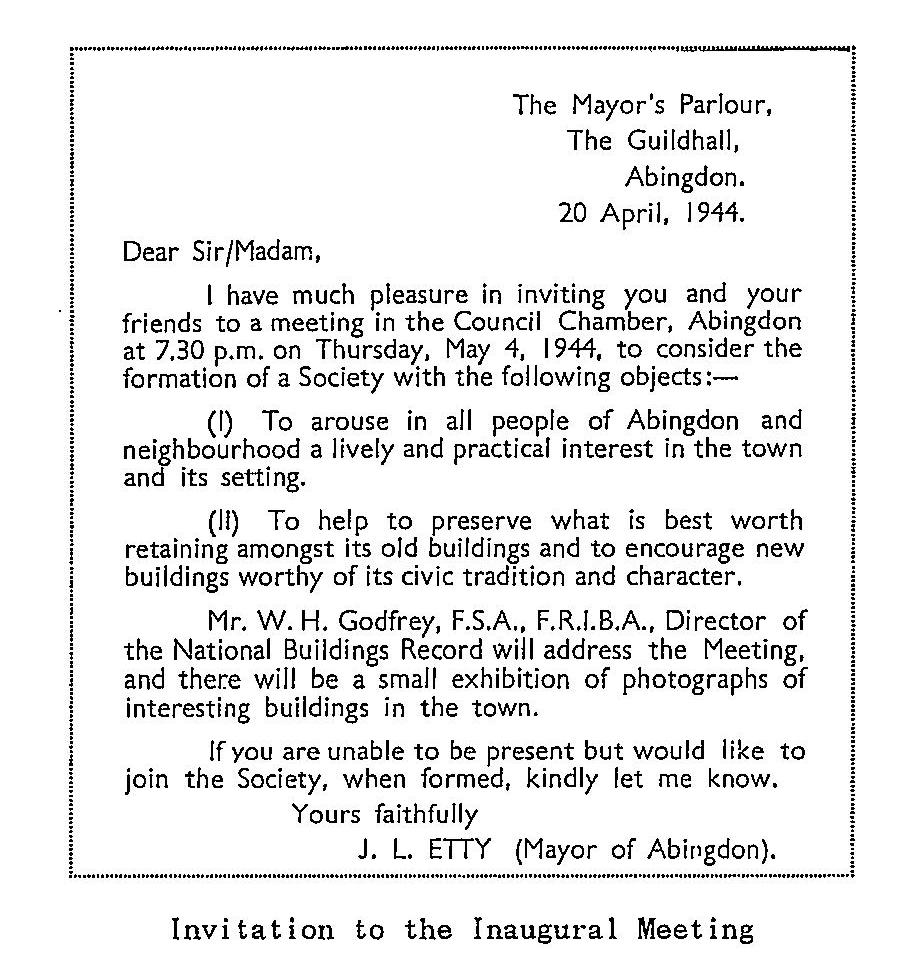 The Mayor's Parlour,
The Guildhall,
Abingdon.
20 April, 1944.
Dear Sir/Madam,
I have much pleasure in inviting you and your
friends to a meeting in the Council Chamber, Abingdon
at 7.30 p.m. on Thursday, May 4, 1944, to consider the
formation of a Society with the following objects:—
(I) To arouse in all people of Abingdon and
neighbourhood a lively and practical interest in the town
and its setting.
(II) To help to preserve what is best worth
retaining amongst its old buildings and to encourage new
buildings worthy of its civic tradition and character.
Mr. W. H. Godfrey, F.S.A., F.R.I.B.A., Director of
the National Buildings Record will address the Meeting,
and there will be a small exhibition of photographs of
interesting buildings in the town.
If you are unable to be present but would like to
join the Society, when formed, kindly let me know.
Yours faithfully
J. L. ETTY (Mayor of Abingdon).
Invitation to the Inaugural Meeting